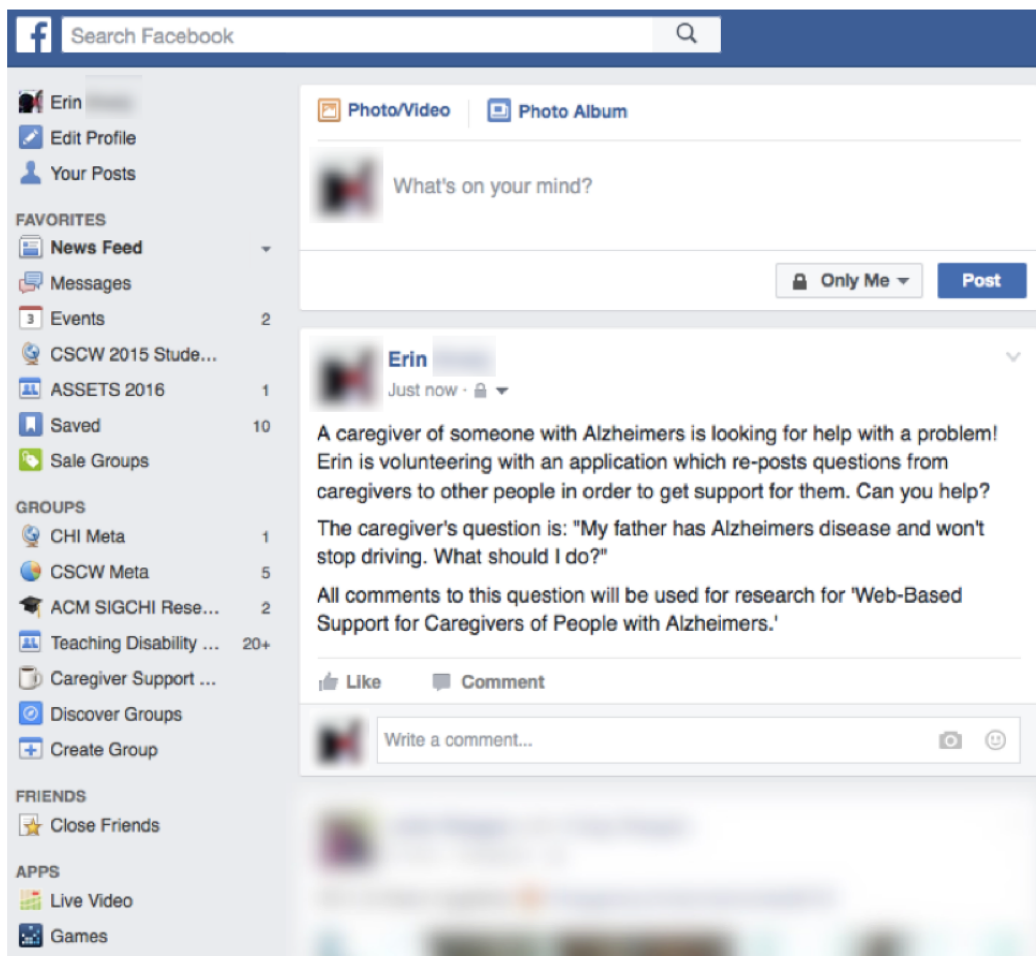 f
Search Facebook
Erin
Edit Profile
Your Posts
FAVORITES
News Feed
Messages
3 Events 2
CSCW 2015 Stude...
ASSETS 2016 1
Saved 10
Sale Groups
GROUPS
CHI Meta 1
CSCW Meta 5
ACM SIGCHI Rese... 2
Teaching Disability ... 20+
Caregiver Support ...
Discover Groups
Create Group
FRIENDS
Close Friends
APPS
Live Video
Games
Photo/Video Photo Album
What's on your mind?
Only Me Post
Erin
Just now ·
A caregiver of someone with Alzheimers is looking for help with a problem!
Erin is volunteering with an application which re-posts questions from
caregivers to other people in order to get support for them. Can you help?
The caregiver's question is: "My father has Alzheimers disease and won't
stop driving. What should I do?"
All comments to this question will be used for research for 'Web-Based
Support for Caregivers of People with Alzheimers.'
Like Comment
Write a comment...